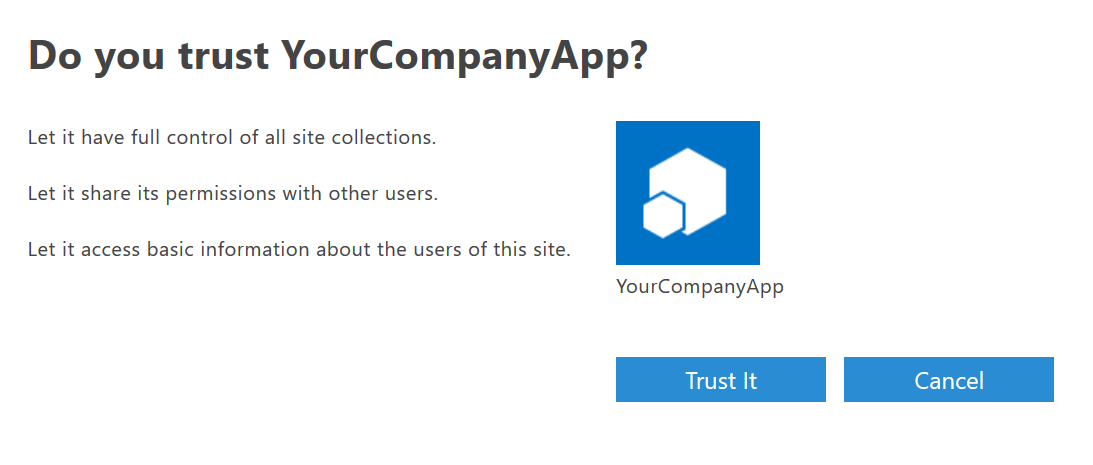 Do you trust YourCompanyApp?
Let it have full control of all site collections.
Let it share its permissions with other users.
Let it access basic information about the users of this site.
YourCompanyApp
Trust It
Cancel